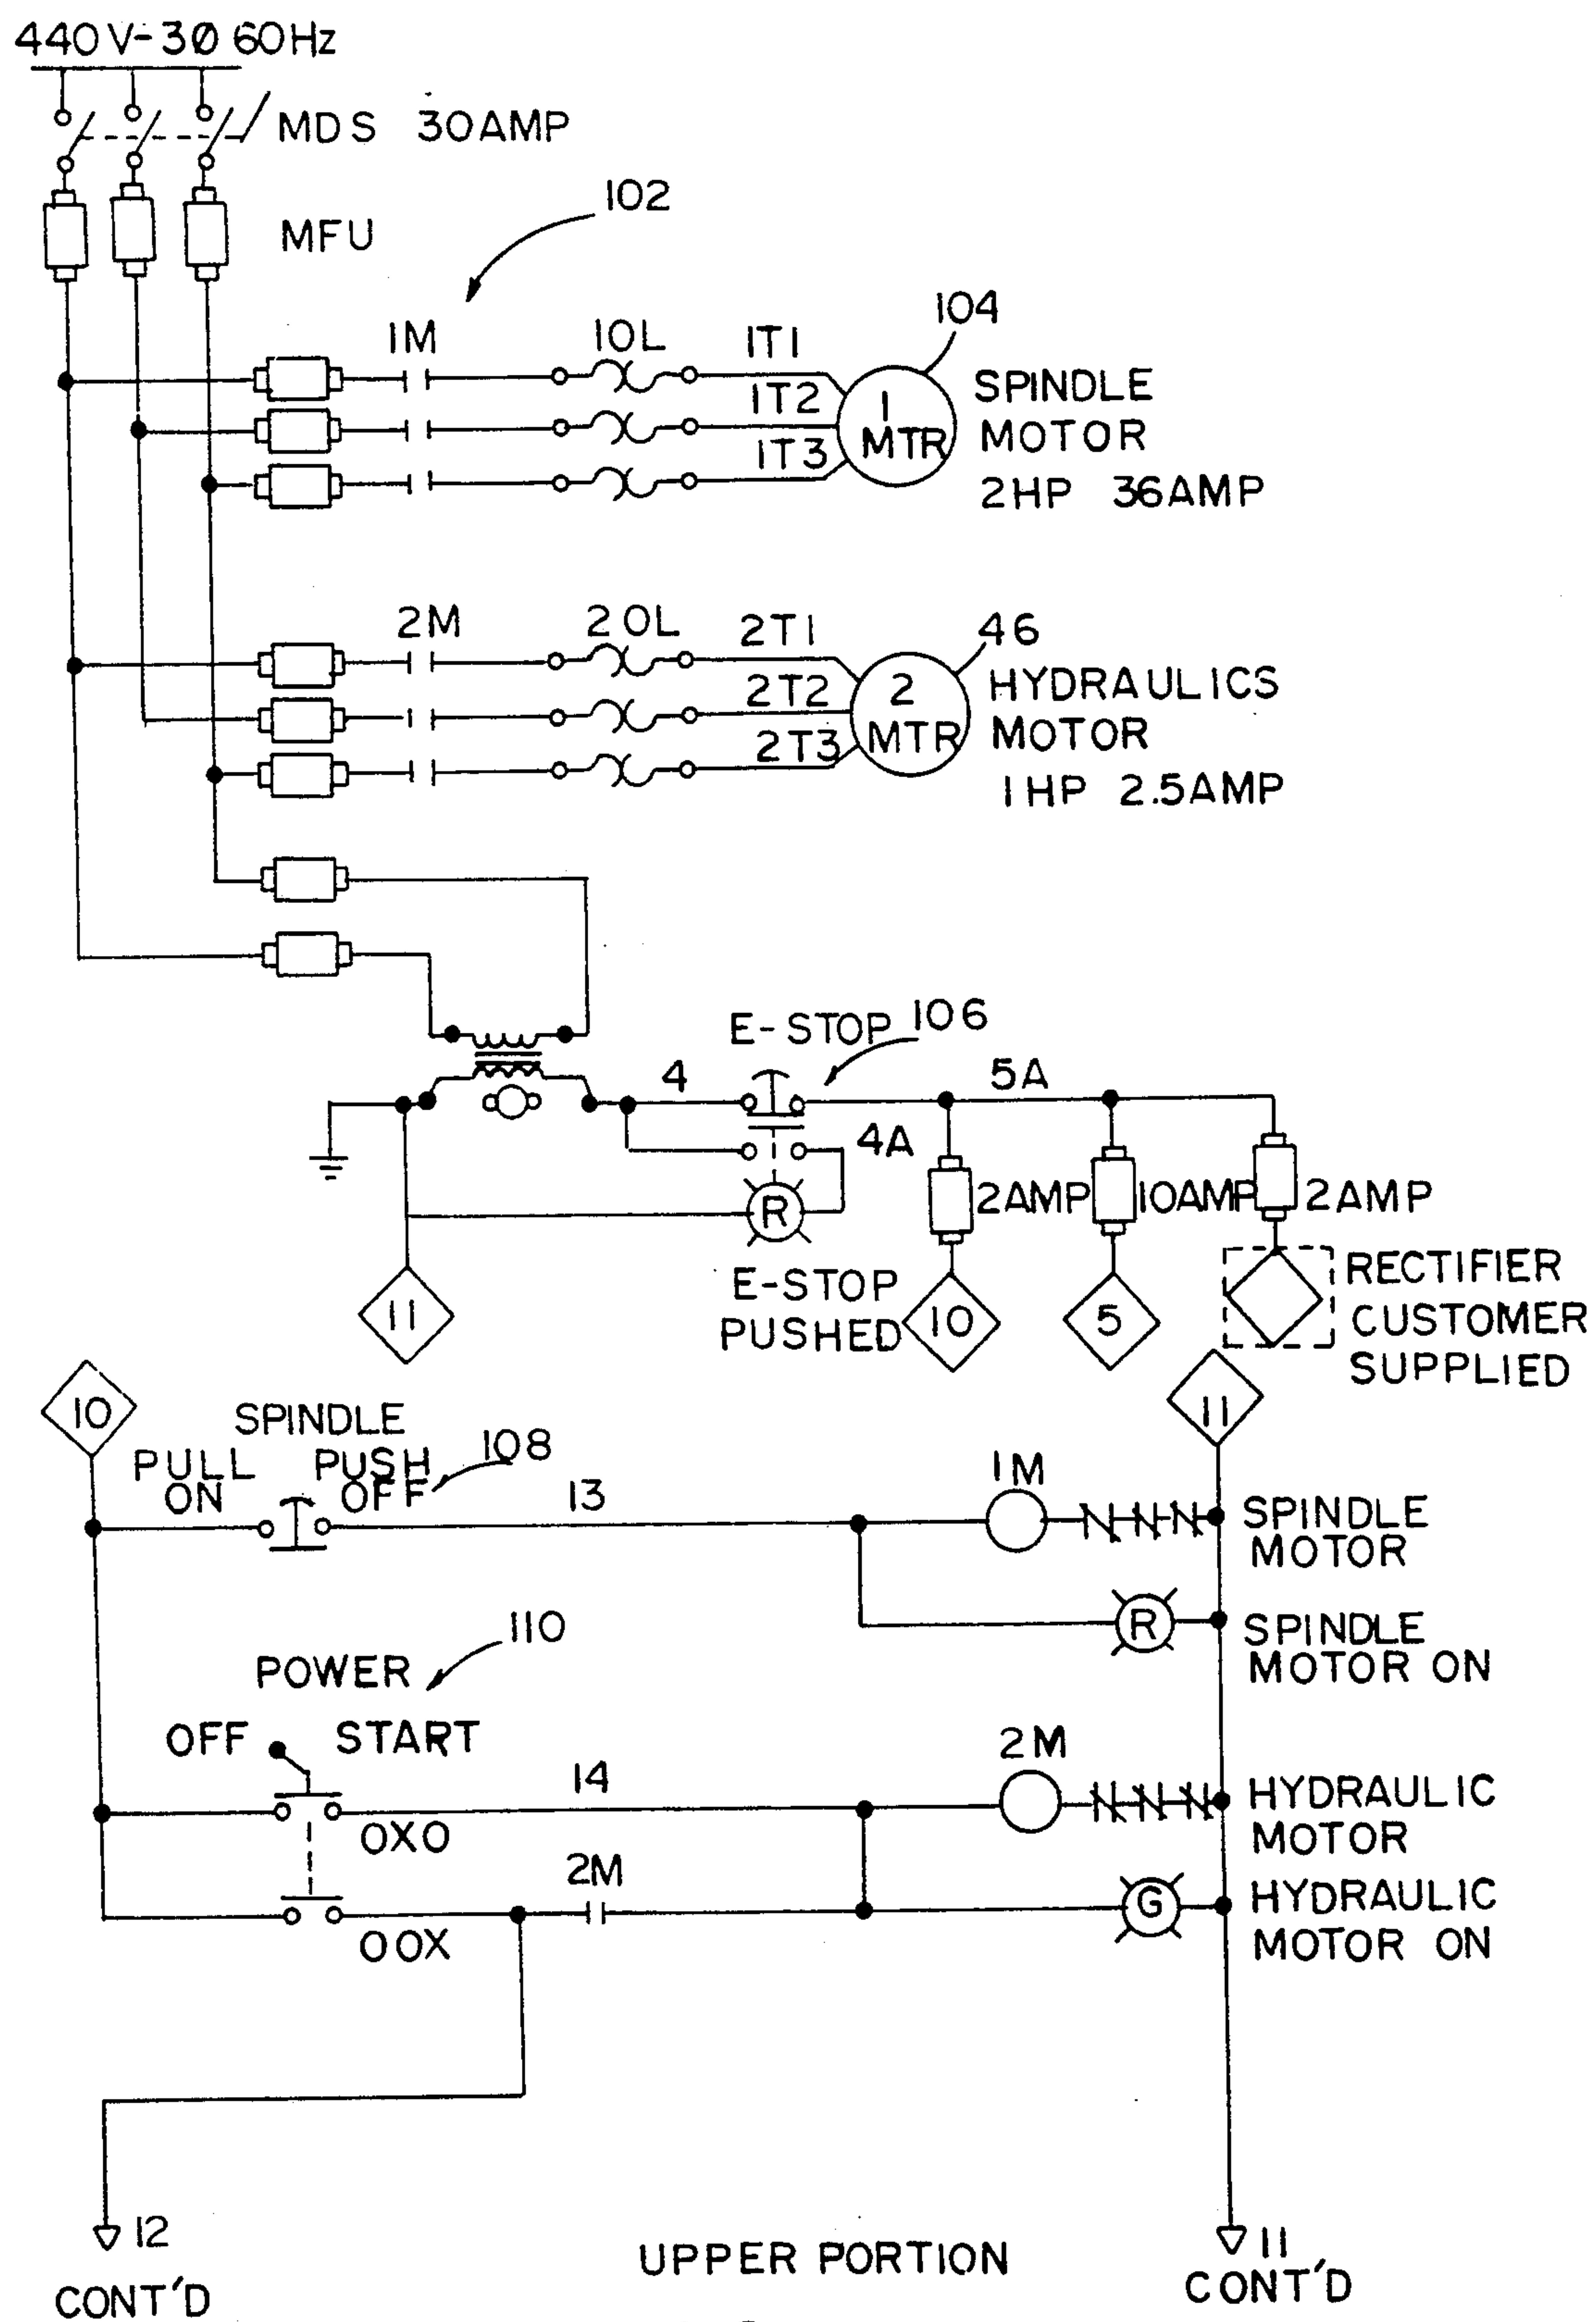 440V-3Ø 60Hz
MDS 30AMP
MFU
102
104
1M
1OL
1T1
1T2
1T3
1
MTR
SPINDLE
MOTOR
2HP 36AMP
2M
2OL
2T1
2T2
2T3
46
2
MTR
HYDRAULICS
MOTOR
1HP 2.5AMP
E-STOP
106
4
5A
4A
R
2AMP
10AMP
2AMP
E-STOP
PUSHED
11
10
5
RECTIFIER
CUSTOMER
SUPPLIED
10
11
SPINDLE
PULL
ON
PUSH
OFF
108
13
1M
SPINDLE
MOTOR
R
SPINDLE
MOTOR ON
POWER
110
OFF
START
14
2M
HYDRAULIC
MOTOR
OXO
2M
OOX
G
HYDRAULIC
MOTOR ON
12
CONT'D
UPPER PORTION
11
CONT'D